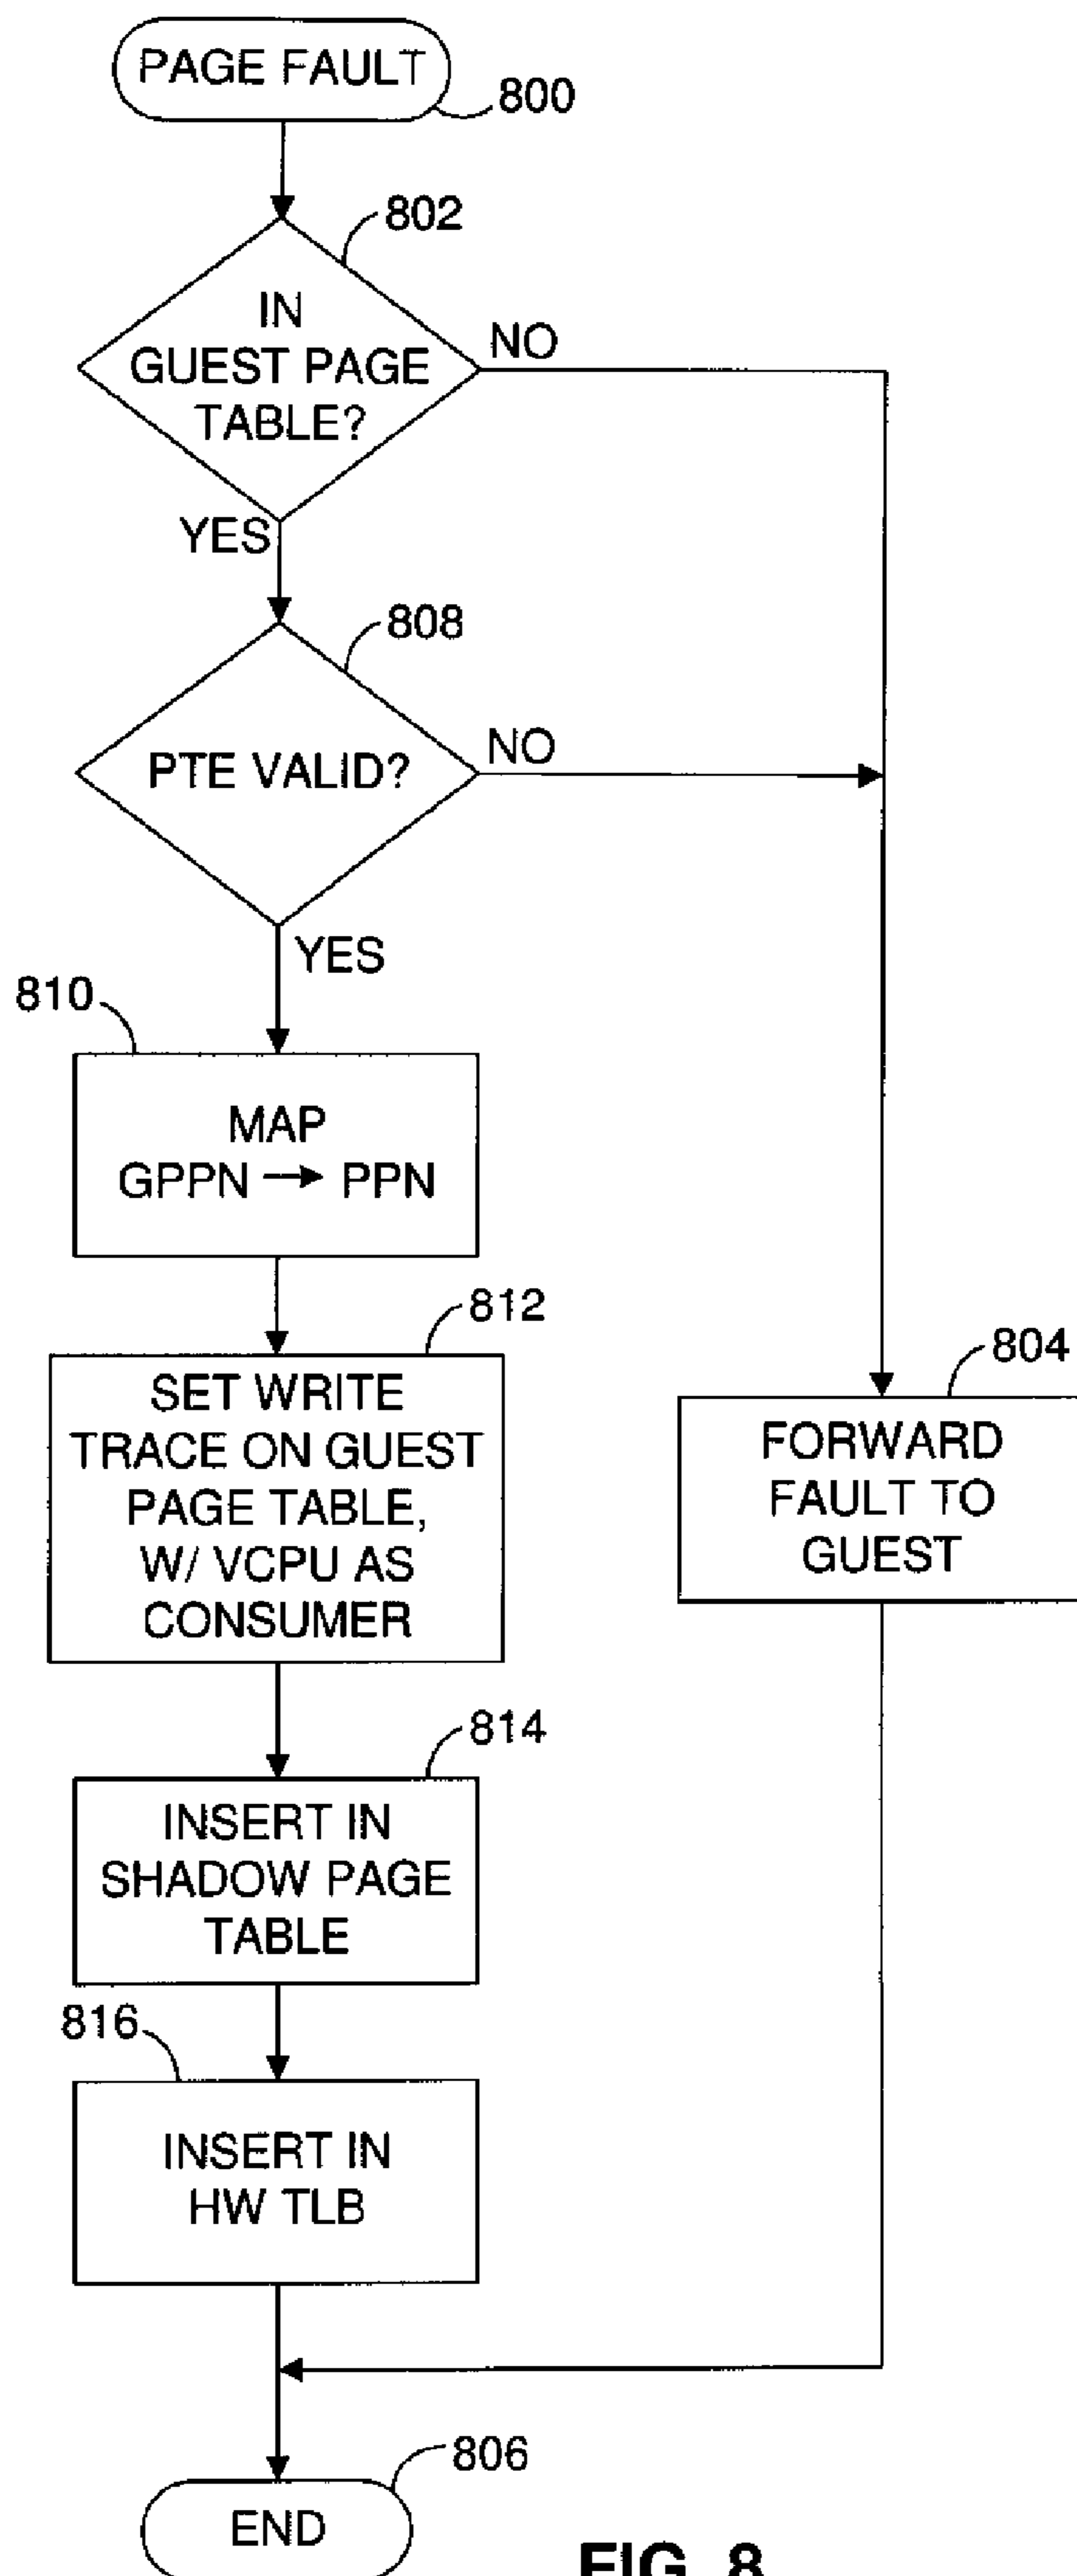 PAGE FAULT
800
802
IN
GUEST PAGE
TABLE?
NO
YES
808
PTE VALID?
NO
YES
810
MAP
GPPN → PPN
812
SET WRITE
TRACE ON GUEST
PAGE TABLE,
W/ VCPU AS
CONSUMER
804
FORWARD
FAULT TO
GUEST
814
INSERT IN
SHADOW PAGE
TABLE
816
INSERT IN
HW TLB
806
END
FIG. 8